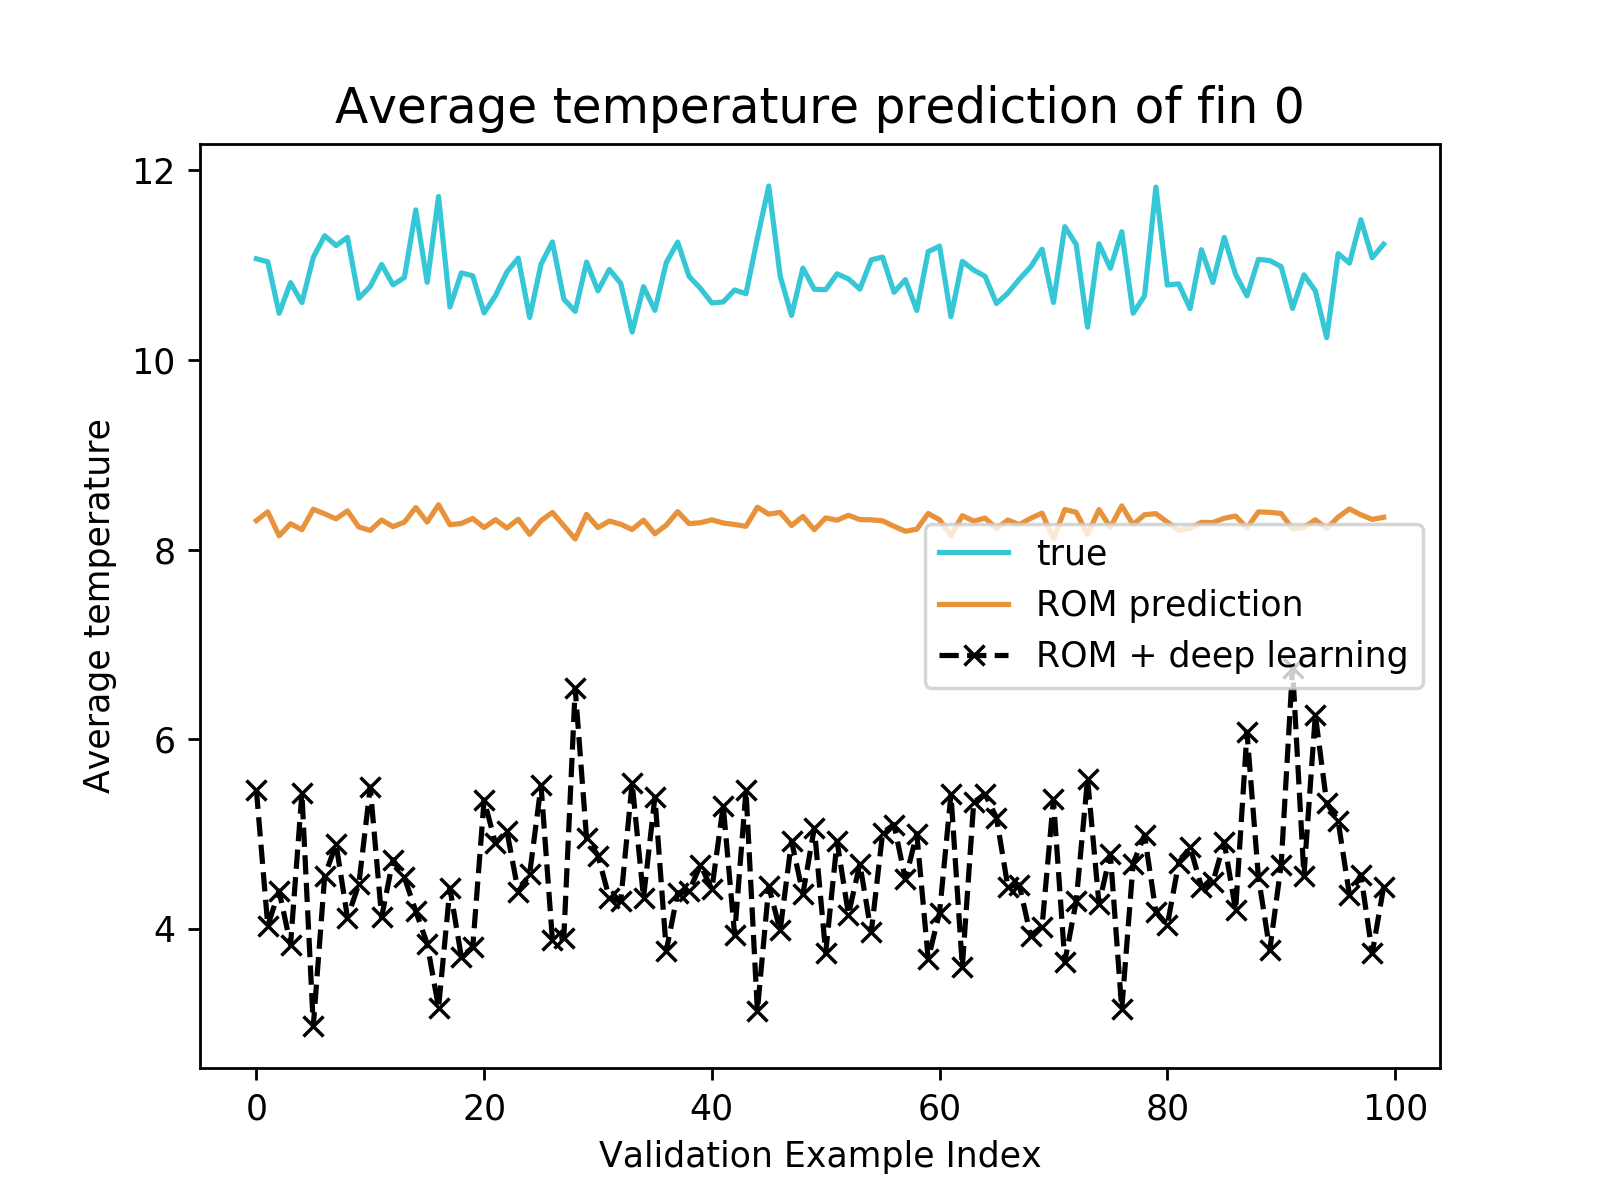 Average temperature prediction of fin 0
12
10
8
6
4
Average temperature
true
ROM prediction
ROM + deep learning
0 20 40 60 80 100
Validation Example Index